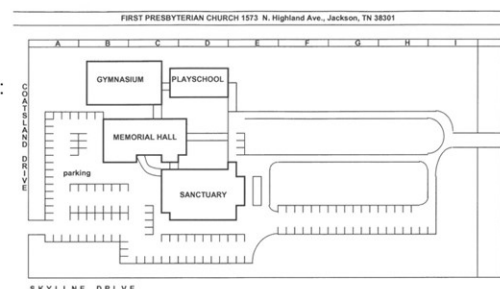 FIRST PRESBYTERIAN CHURCH 1573 N. Highland Ave., Jackson, TN 38301
A B C D E F G H I
GYMNASIUM PLAYSCHOOL
COATSLAND DRIVE
MEMORIAL HALL
parking
SANCTUARY
SKYLINE DRIVE